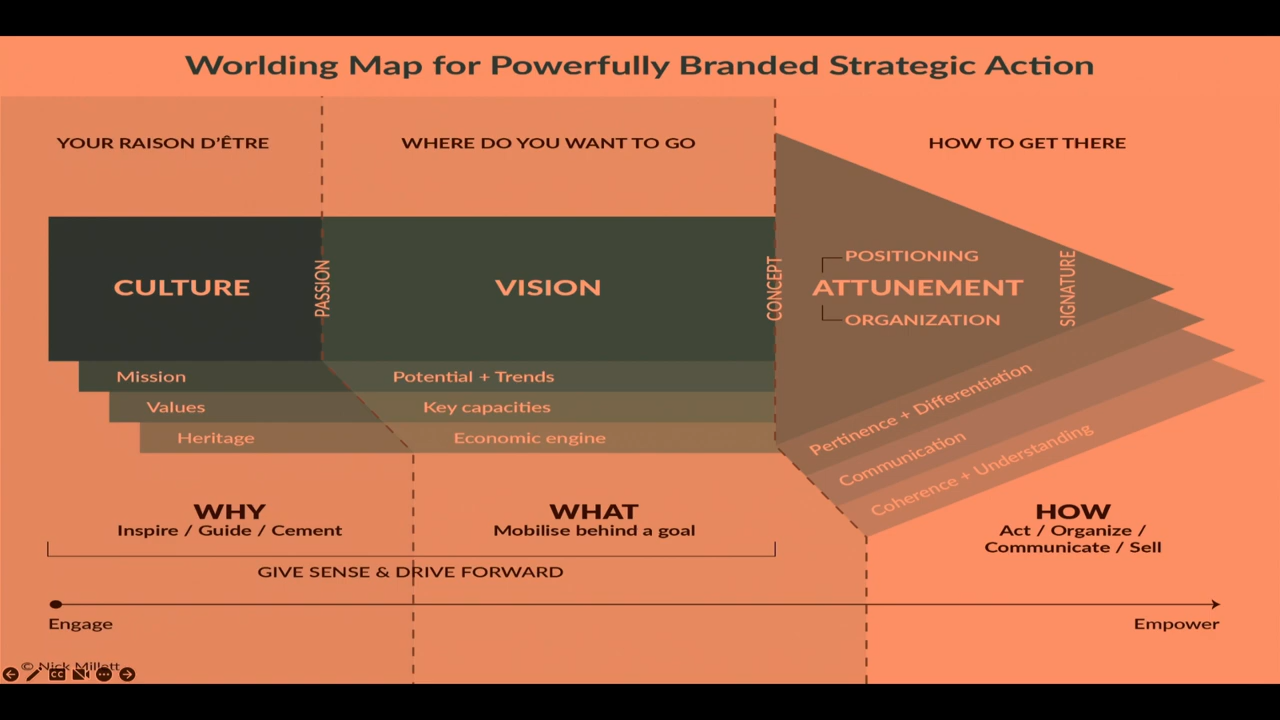 Worlding Map for Powerfully Branded Strategic Action
YOUR RAISON D'ÊTRE
WHERE DO YOU WANT TO GO
HOW TO GET THERE
CULTURE
PASSION
VISION
CONCEPT
POSITIONING
ATTUNEMENT
ORGANIZATION
SIGNATURE
Mission
Values
Heritage
Potential + Trends
Key capacities
Economic engine
Pertinence + Differentiation
Communication
Coherence + Understanding
WHY
Inspire / Guide / Cement
WHAT
Mobilise behind a goal
HOW
Act / Organize /
Communicate / Sell
GIVE SENSE & DRIVE FORWARD
Engage
Empower
© Nick Millett
CC